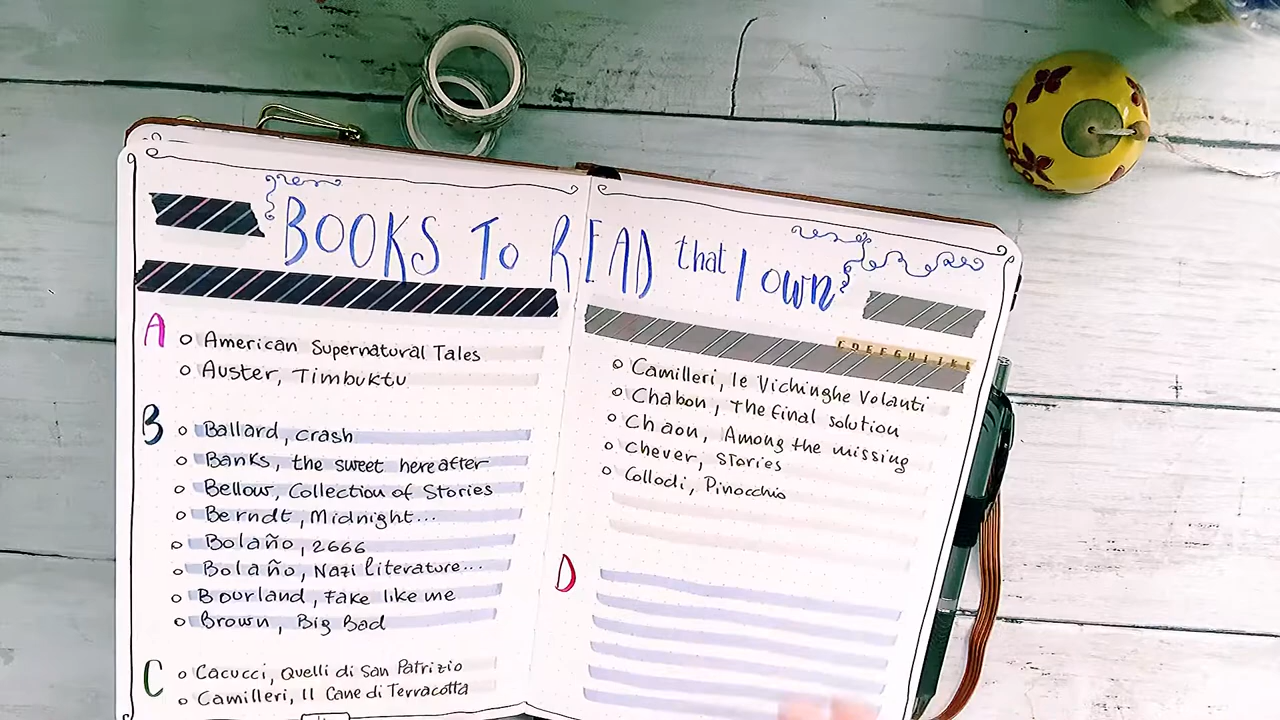 BOOKS To READ that I own
A
American Supernatural Tales
Auster, Timbuktu
B
Ballard, crash
Banks, the sweet hereafter
Bellow, Collection of Stories
Berndt, Midnight...
Bolaño, 2666
Bolaño, Nazi literature...
Bourland, Fake like me
Brown, Big Bad
C
Cacucci, Quelli di San Patrizio
Camilleri, Il Cane di Terracotta
Camilleri, le Vichinghe Volanti
Chabon, the final solution
Chaon, Among the missing
Chever, stories
Collodi, Pinocchio
D